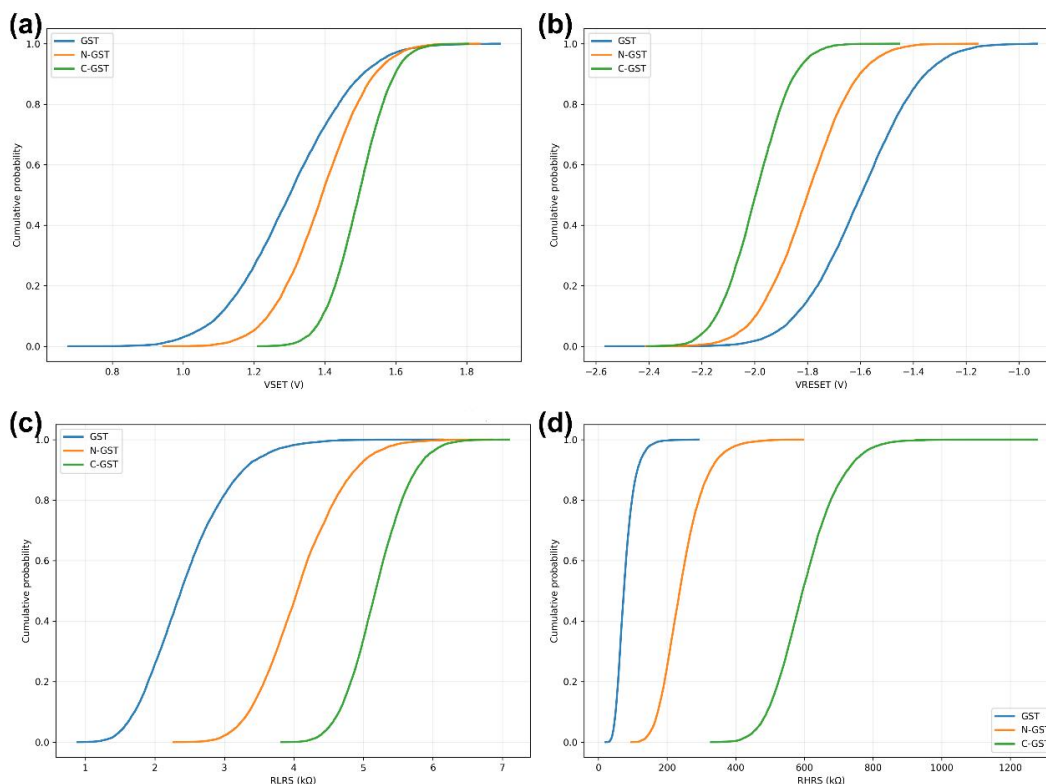 (a)
GST
N-GST
C-GST
1.0
0.8
0.6
0.4
0.2
0.0
Cumulative probability
0.8 1.0 1.2 1.4 1.6 1.8
VSET (V)
(b)
GST
N-GST
C-GST
1.0
0.8
0.6
0.4
0.2
0.0
Cumulative probability
−2.6 −2.4 −2.2 −2.0 −1.8 −1.6 −1.4 −1.2 −1.0
VRESET (V)
(c)
GST
N-GST
C-GST
1.0
0.8
0.6
0.4
0.2
0.0
Cumulative probability
1 2 3 4 5 6 7
RLRS (kΩ)
(d)
1.0
0.8
0.6
0.4
0.2
0.0
Cumulative probability
GST
N-GST
C-GST
0 200 400 600 800 1000 1200
RHRS (kΩ)